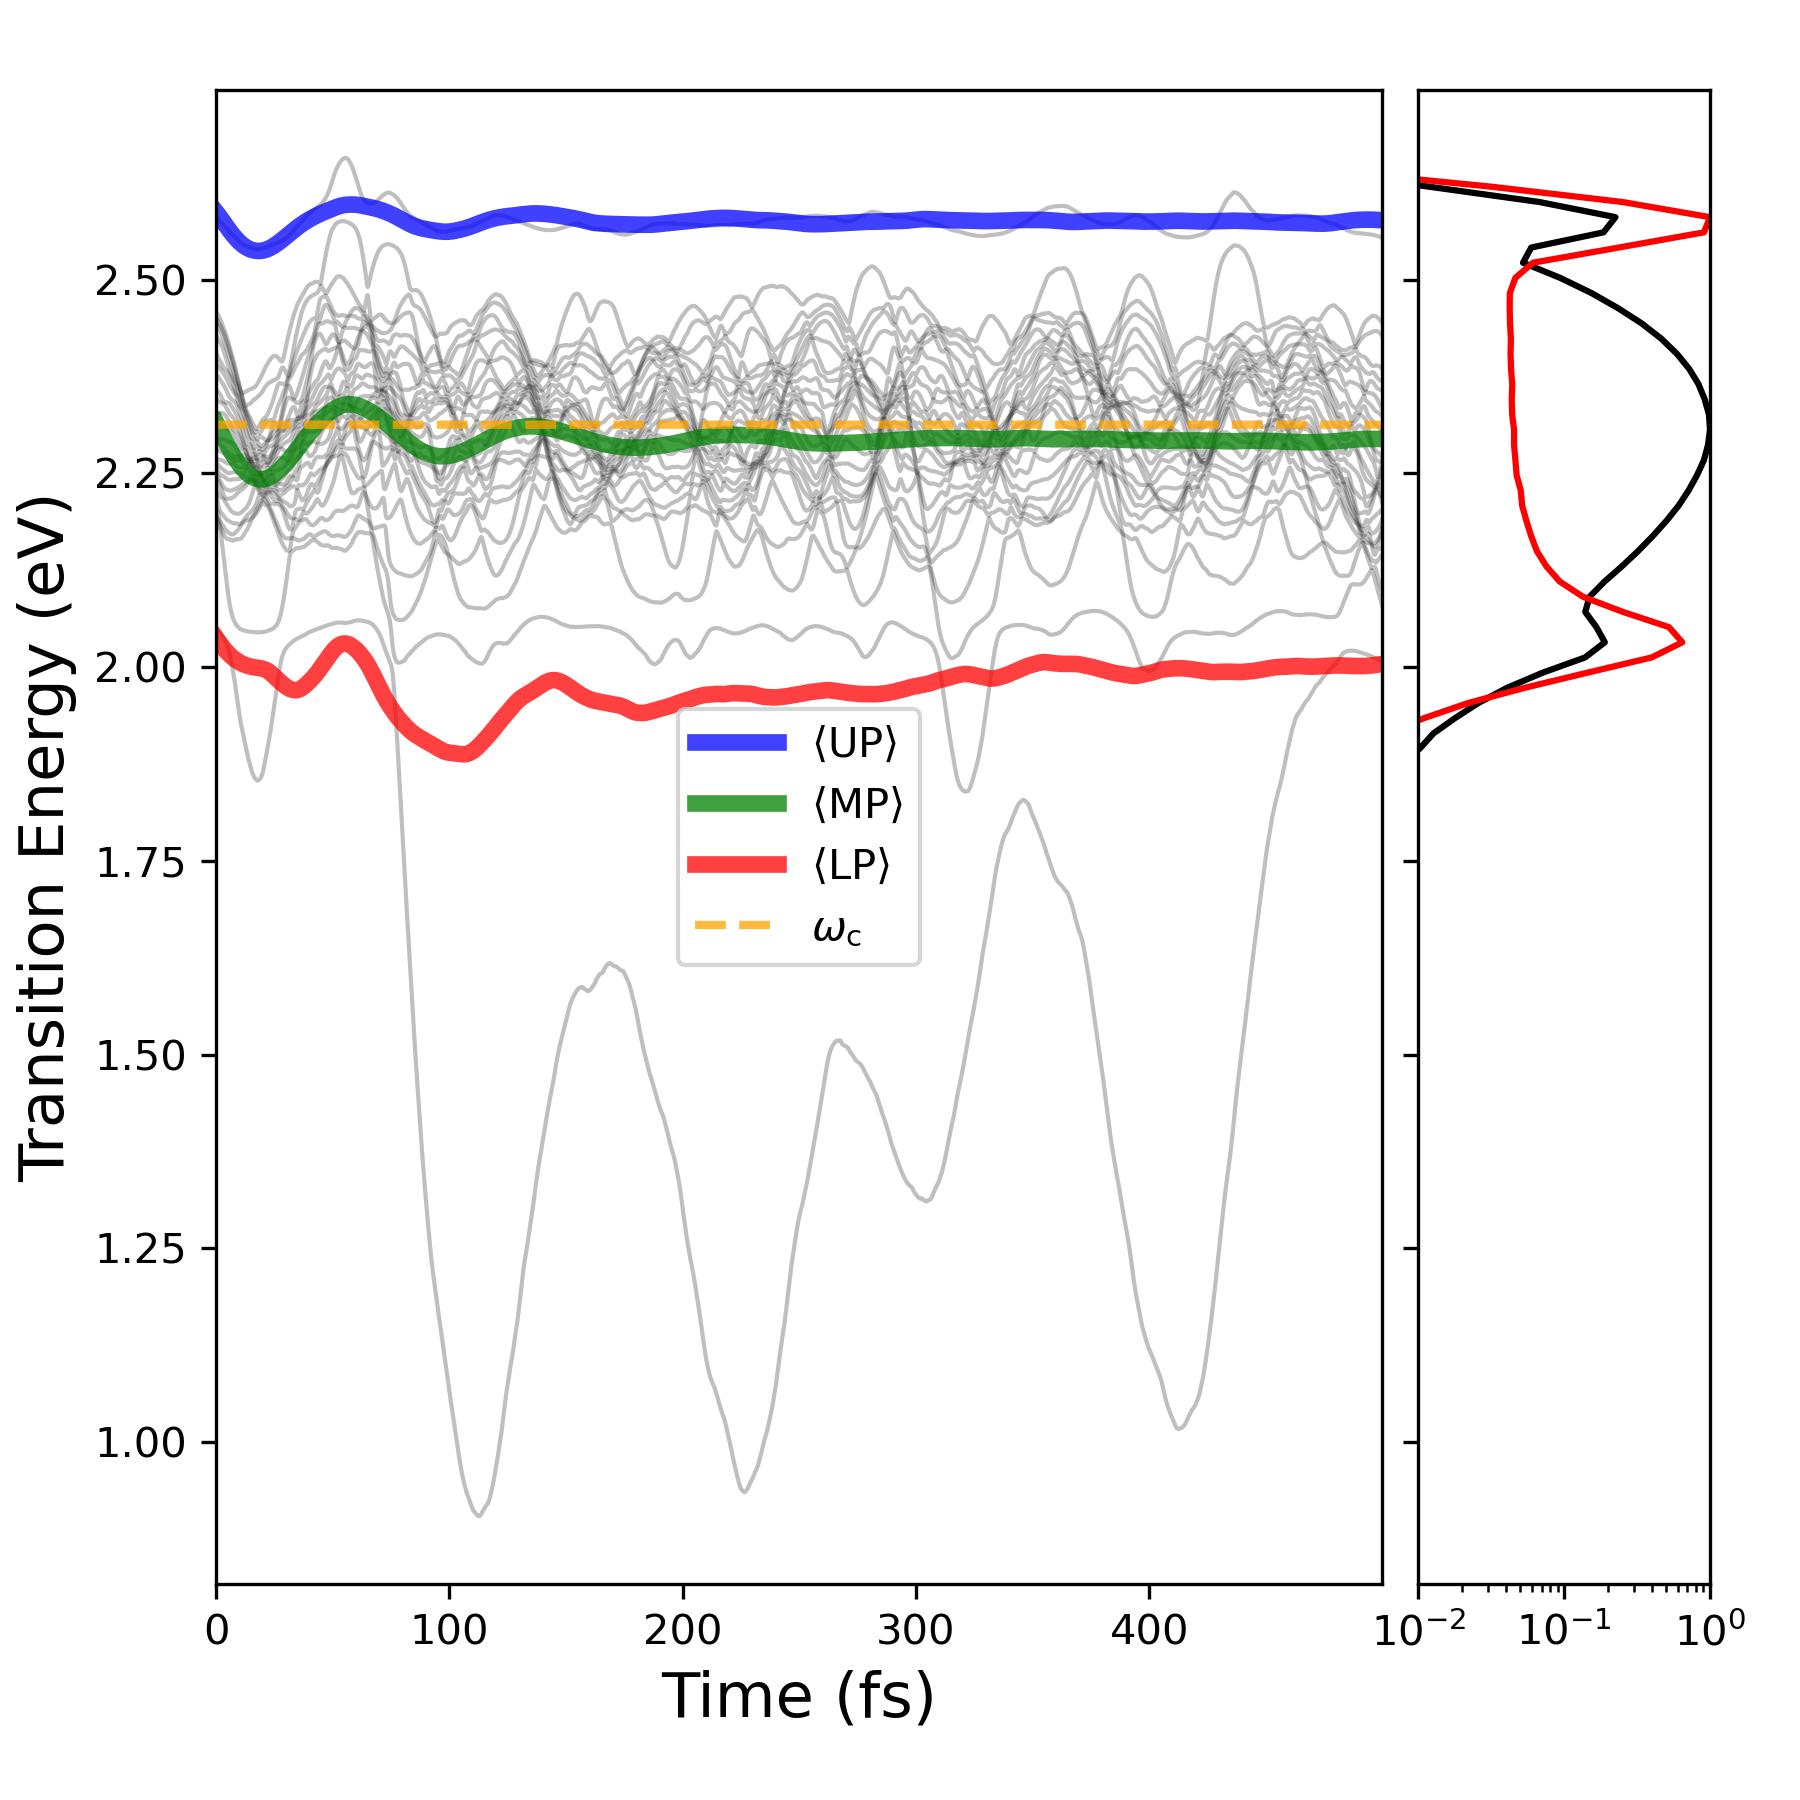 Transition Energy (eV)
2.50
2.25
2.00
1.75
1.50
1.25
1.00
⟨UP⟩
⟨MP⟩
⟨LP⟩
ω_c
0 100 200 300 400
10⁻² 10⁻¹ 10⁰
Time (fs)